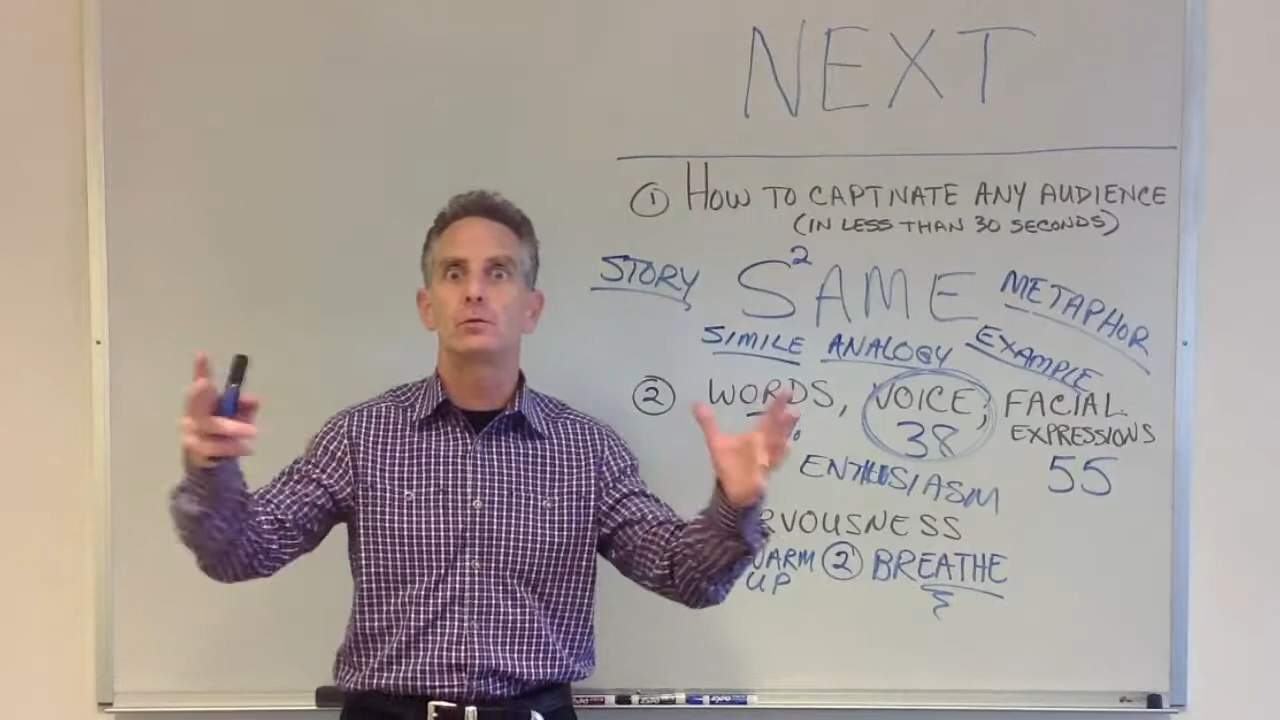 NEXT
① HOW TO CAPTIVATE ANY AUDIENCE
(IN LESS THAN 30 SECONDS)
STORY S²AME METAPHOR
SIMILE ANALOGY EXAMPLE
② WORDS, VOICE, FACIAL
EXPRESSIONS
% 38 55
ENTHUSIASM
RVOUSNESS
WARM ② BREATHE
UP